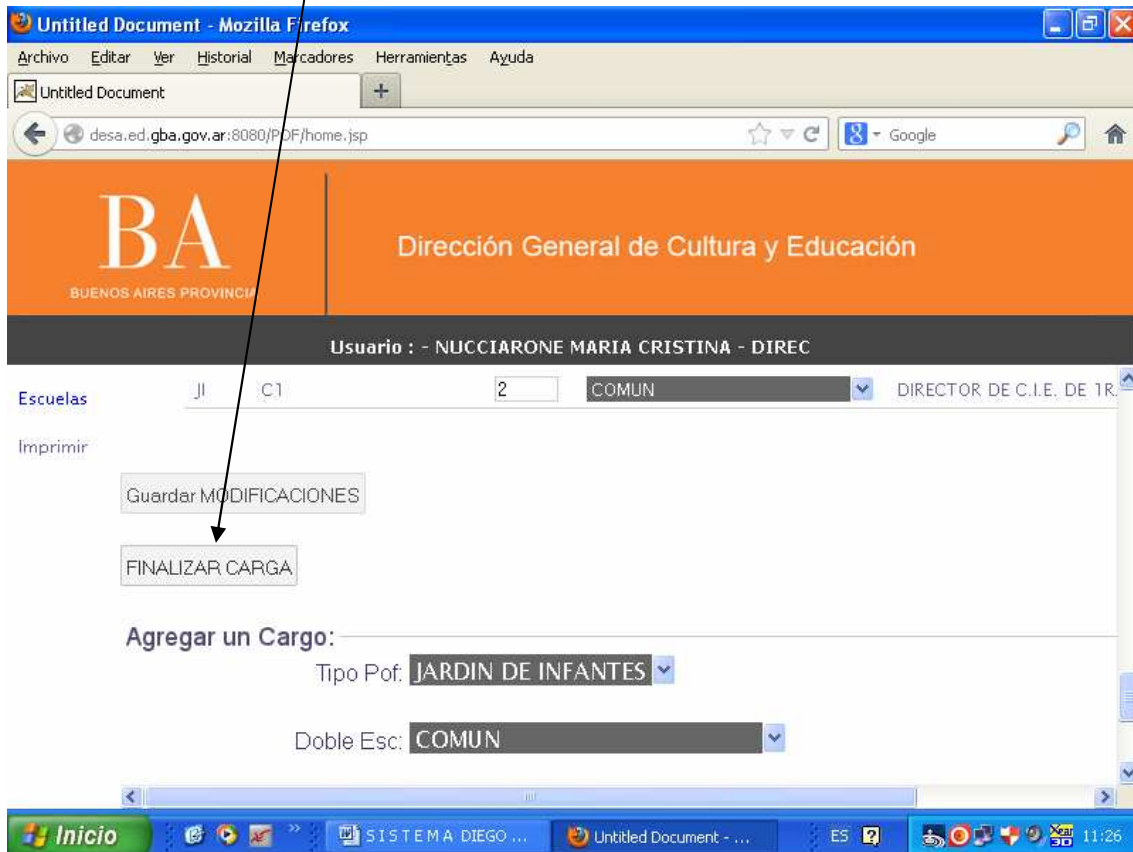 Untitled Document - Mozilla Firefox
Archivo Editar Ver Historial Marcadores Herramientas Ayuda
Untitled Document
desa.ed.gba.gov.ar:8080/POF/home.jsp
Google
BA
BUENOS AIRES PROVINCIA
Dirección General de Cultura y Educación
Usuario : - NUCCIARONE MARIA CRISTINA - DIREC
Escuelas
JI C1 2 COMUN DIRECTOR DE C.I.E. DE 1R.
Imprimir
Guardar MODIFICACIONES
FINALIZAR CARGA
Agregar un Cargo:
Tipo Pof: JARDIN DE INFANTES
Doble Esc: COMUN
Inicio
SISTEMA DIEGO ...
Untitled Document - ...
ES
11:26